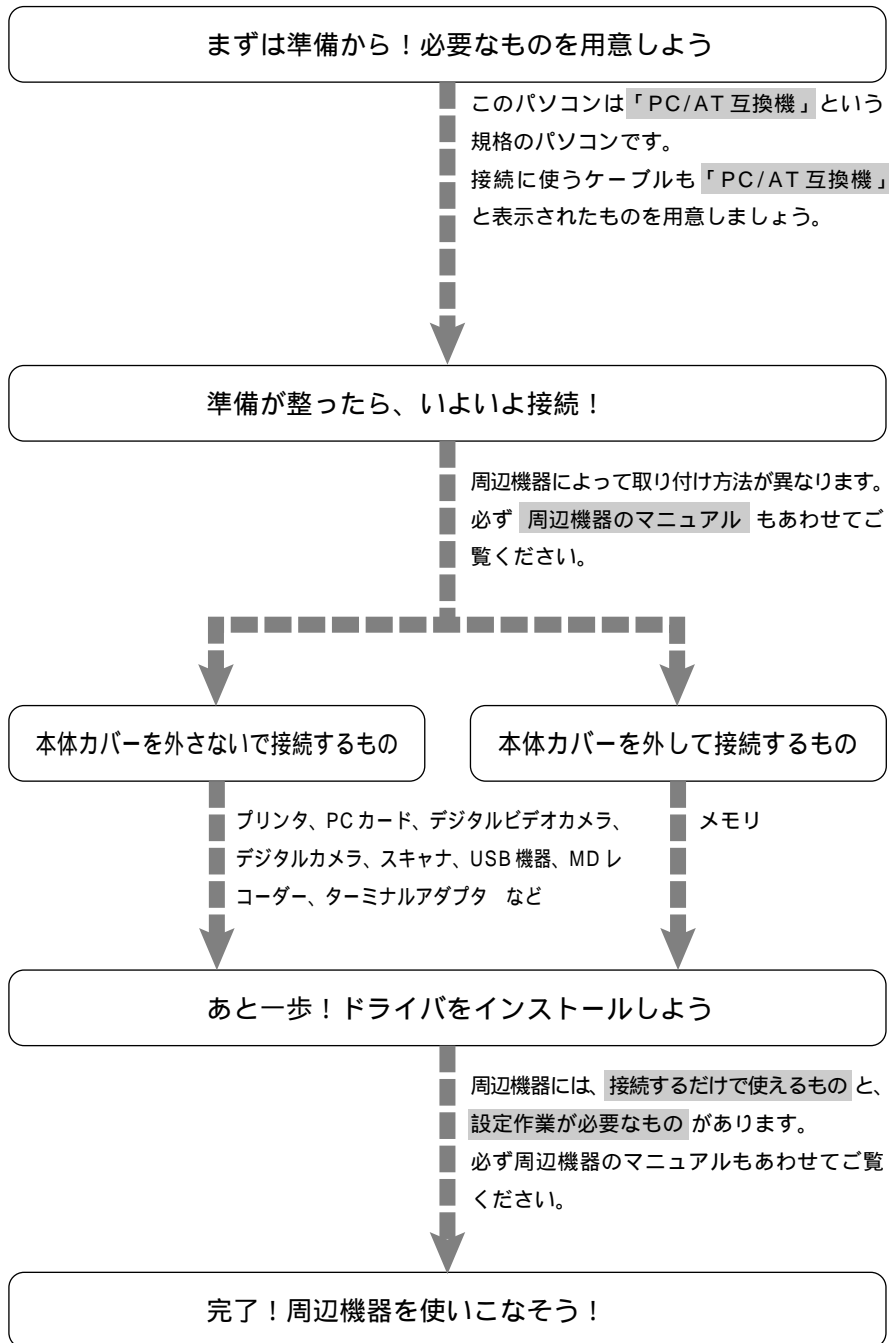 まずは準備から！必要なものを用意しよう
このパソコンは「PC/AT 互換機」という
規格のパソコンです。
接続に使うケーブルも「PC/AT 互換機」
と表示されたものを用意しましょう。
準備が整ったら、いよいよ接続！
周辺機器によって取り付け方法が異なります。
必ず 周辺機器のマニュアル もあわせてご
覧ください。
本体カバーを外さないで接続するもの
プリンタ、PC カード、デジタルビデオカメラ、
デジタルカメラ、スキャナ、USB 機器、MD レ
コーダー、ターミナルアダプタ　など
本体カバーを外して接続するもの
メモリ
あと一歩！ドライバをインストールしよう
周辺機器には、接続するだけで使えるもの と、
設定作業が必要なもの があります。
必ず周辺機器のマニュアルもあわせてご覧
ください。
完了！周辺機器を使いこなそう！